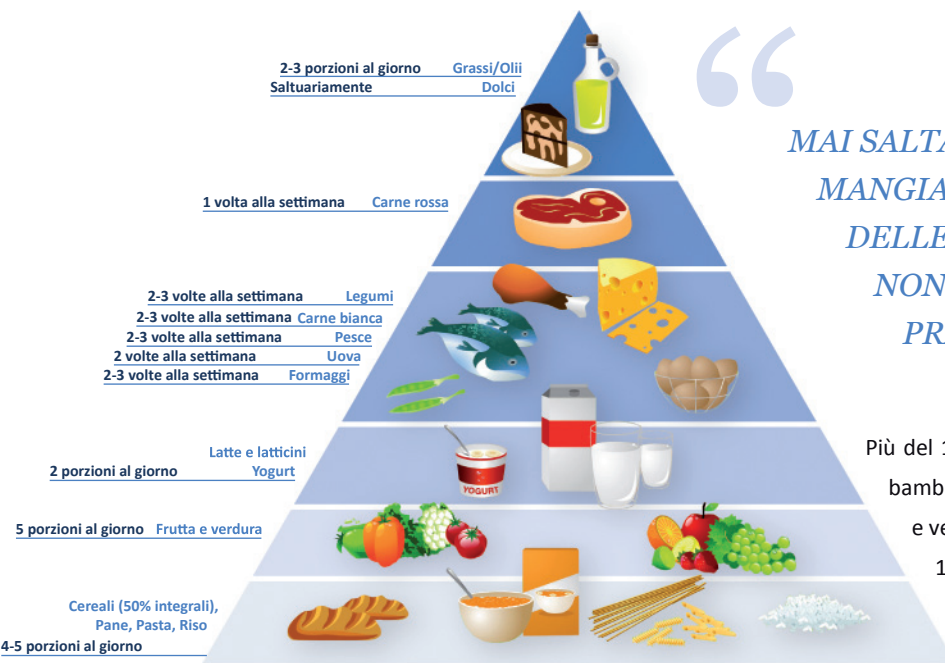 2-3 porzioni al giorno Grassi/Olii
Saltuariamente Dolci
“
MAI SALTA
MANGIA
DELLE
NON
PRA
1 volta alla settimana Carne rossa
2-3 volte alla settimana Legumi
2-3 volte alla settimana Carne bianca
2-3 volte alla settimana Pesce
2 volte alla settimana Uova
2-3 volte alla settimana Formaggi
Più del 1
bamb
e ve
1
Latte e latticini
2 porzioni al giorno Yogurt
YOGURT
5 porzioni al giorno Frutta e verdura
Cereali (50% integrali),
Pane, Pasta, Riso
4-5 porzioni al giorno